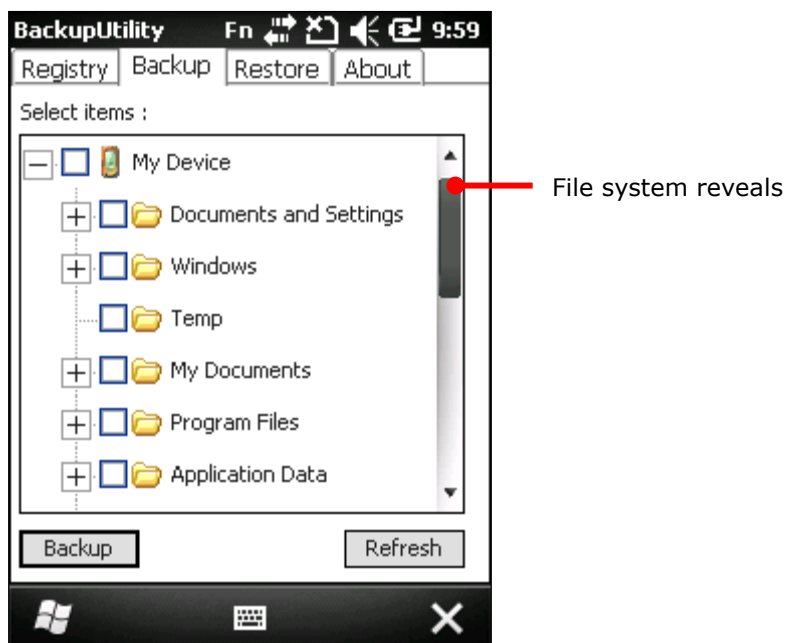 BackupUtility Fn 9:59
Registry Backup Restore About
Select items :
My Device
File system reveals
Documents and Settings
Windows
Temp
My Documents
Program Files
Application Data
Backup Refresh